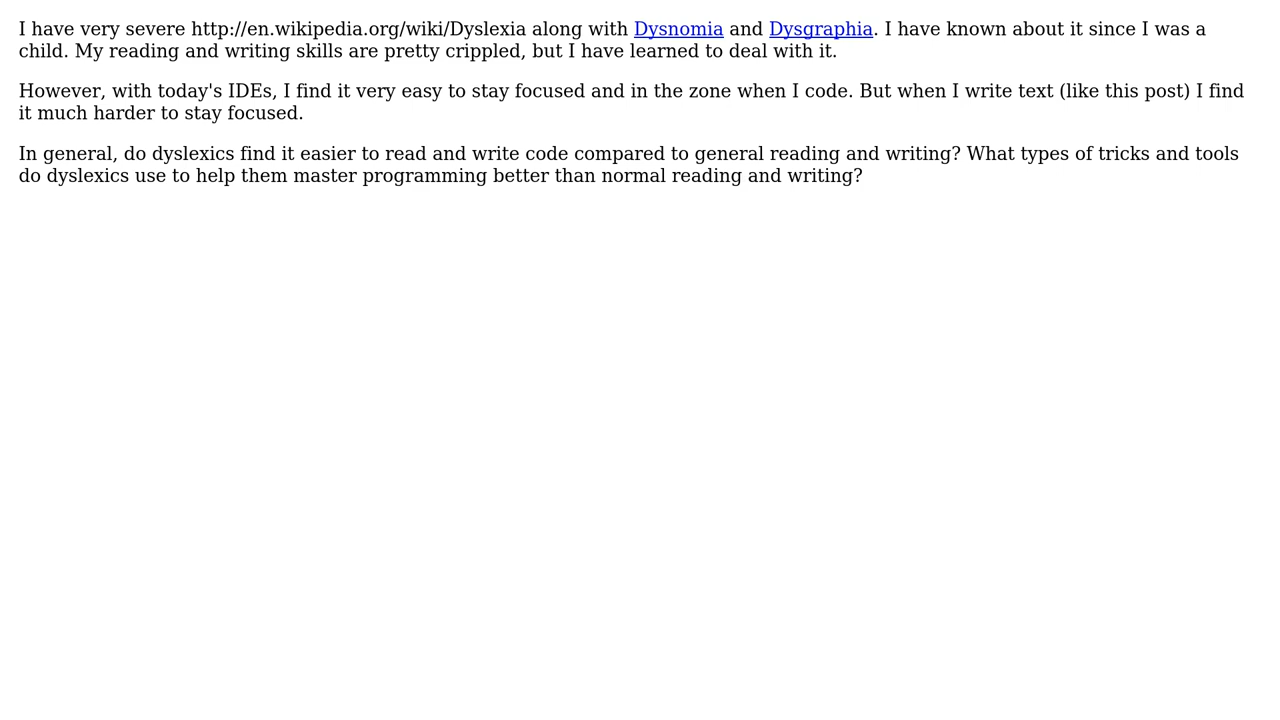 I have very severe http://en.wikipedia.org/wiki/Dyslexia along with Dysnomia and Dysgraphia. I have known about it since I was a
child. My reading and writing skills are pretty crippled, but I have learned to deal with it.
However, with today's IDEs, I find it very easy to stay focused and in the zone when I code. But when I write text (like this post) I find
it much harder to stay focused.
In general, do dyslexics find it easier to read and write code compared to general reading and writing? What types of tricks and tools
do dyslexics use to help them master programming better than normal reading and writing?